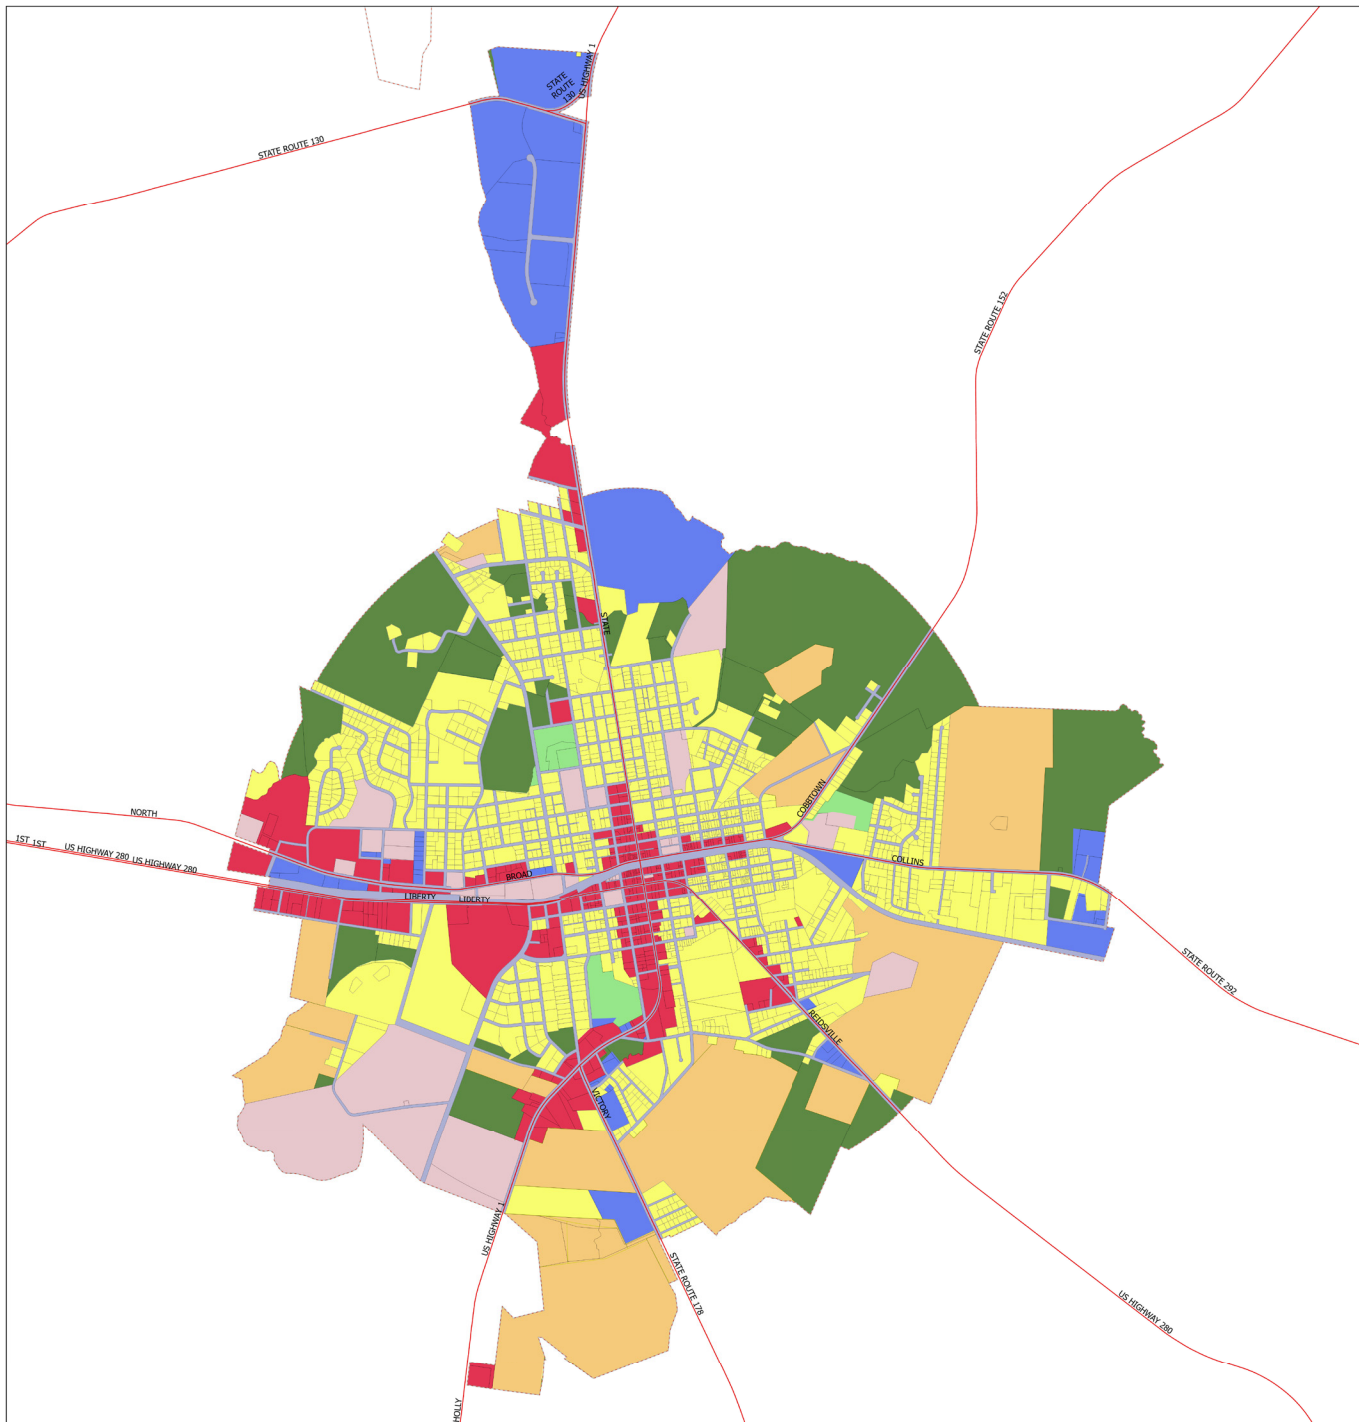 US HIGHWAY 1
STATE
ROUTE
130
STATE ROUTE 130
STATE ROUTE 152
STATE
COBBTOWN
NORTH
1ST 1ST
US HIGHWAY 280 US HIGHWAY 280
COLLINS
BROAD
LIBERTY
LIBERTY
STATE ROUTE 292
REIDSVILLE
VICTORY
US HIGHWAY 1
STATE ROUTE 178
US HIGHWAY 280
HOLLY